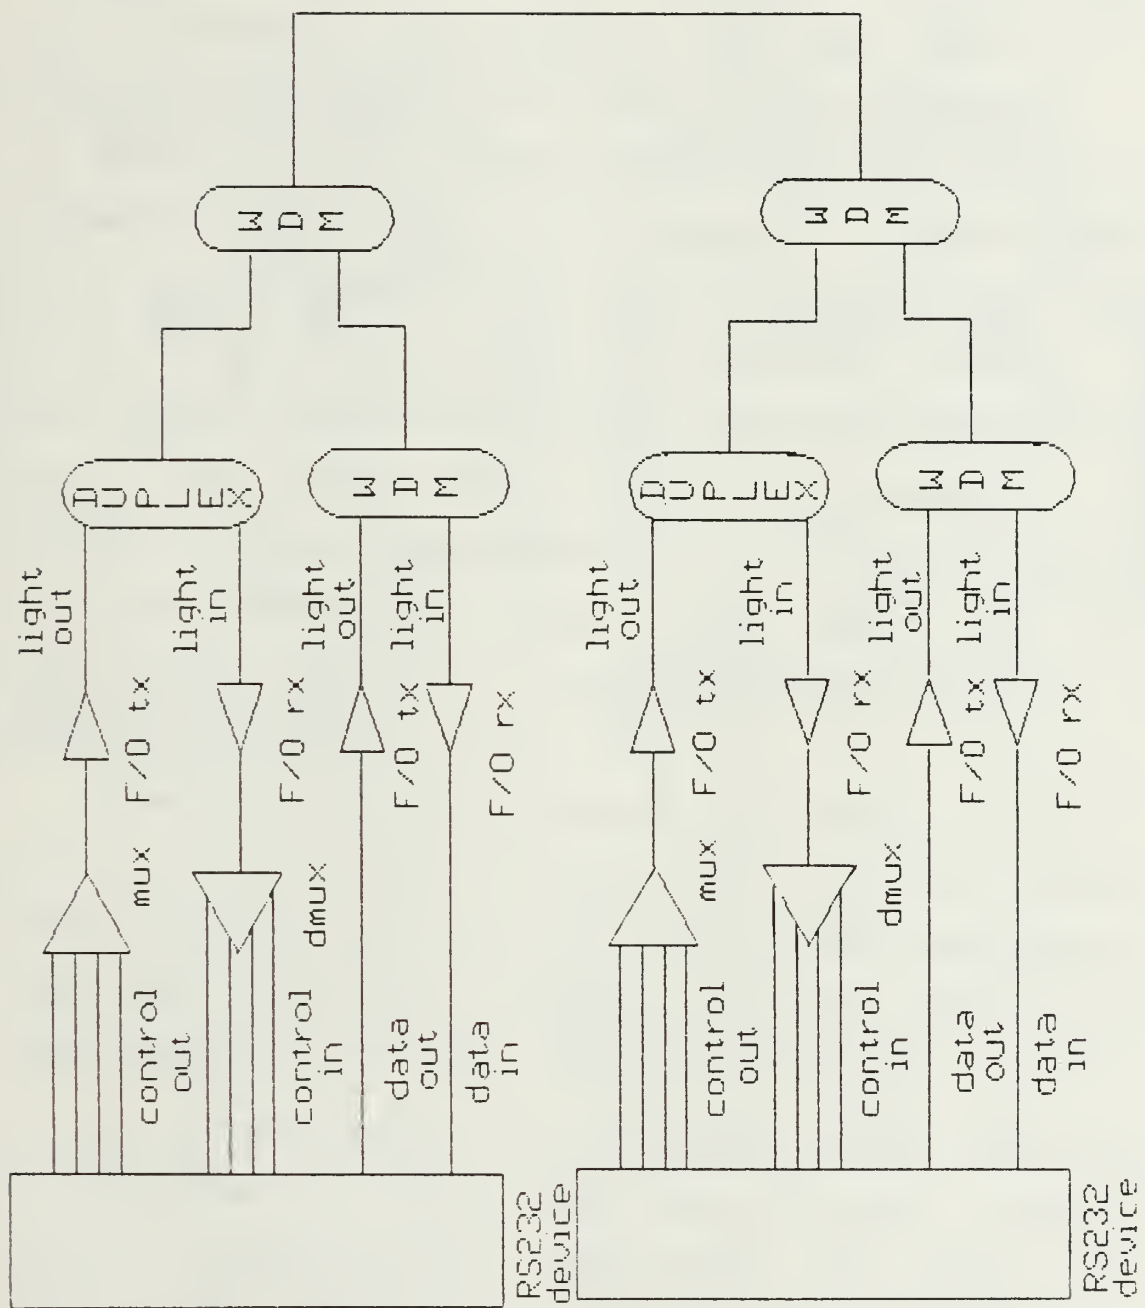 WDM
WDM
DUPLEX
WDM
DUPLEX
WDM
light
out
light
in
light
out
light
in
light
out
light
in
light
out
light
in
F/O tx
F/O rx
F/O tx
F/O rx
F/O tx
F/O rx
F/O tx
F/O rx
mux
dmux
mux
dmux
control
out
control
in
data
out
data
in
control
out
control
in
data
out
data
in
RS232
device
RS232
device